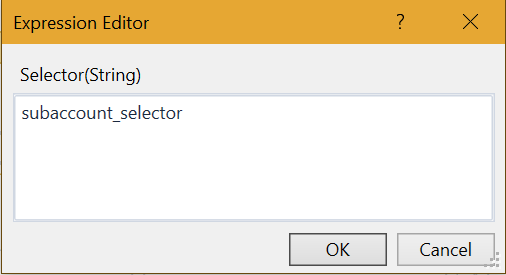 Expression Editor
?
Selector(String)
subaccount_selector
OK
Cancel